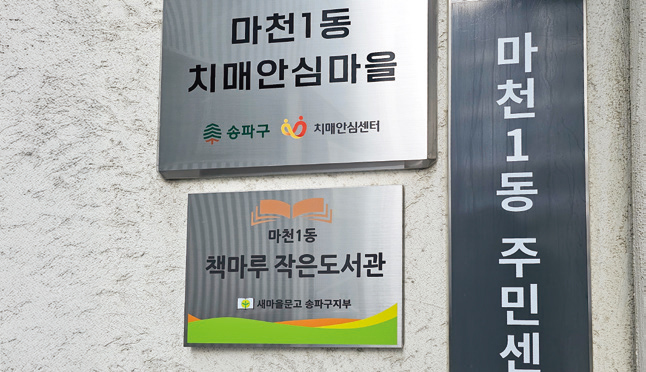 마천1동
치매안심마을
송파구 치매안심센터
마천1동
책마루 작은도서관
새마을문고 송파구지부
마천1동 주민센